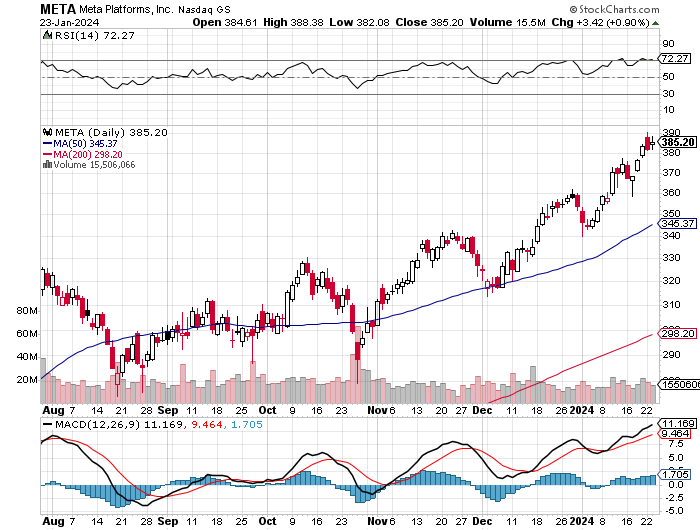 META Meta Platforms, Inc. Nasdaq GS © StockCharts.com
23-Jan-2024 Open 384.61 High 388.38 Low 382.08 Close 385.20 Volume 15.5M Chg +3.42 (+0.90%)
RSI(14) 72.27
90
72.27
50
30
10
META (Daily) 385.20
MA(50) 345.37
MA(200) 298.20
Volume 15,506,066
390
385.20
380
370
360
350
345.37
340
330
320
310
298.20
290
80M
60M
40M
20M
15506066
Aug 7 14 21 28 Sep 11 18 25 Oct 9 16 23 Nov 6 13 20 27 Dec 11 18 26 2024 8 16 22
MACD(12,26,9) 11.169, 9.464, 1.705
11.169
9.464
7.5
5.0
1.705
0.0
-2.5
-5.0
Aug 7 14 21 28 Sep 11 18 25 Oct 9 16 23 Nov 6 13 20 27 Dec 11 18 26 2024 8 16 22